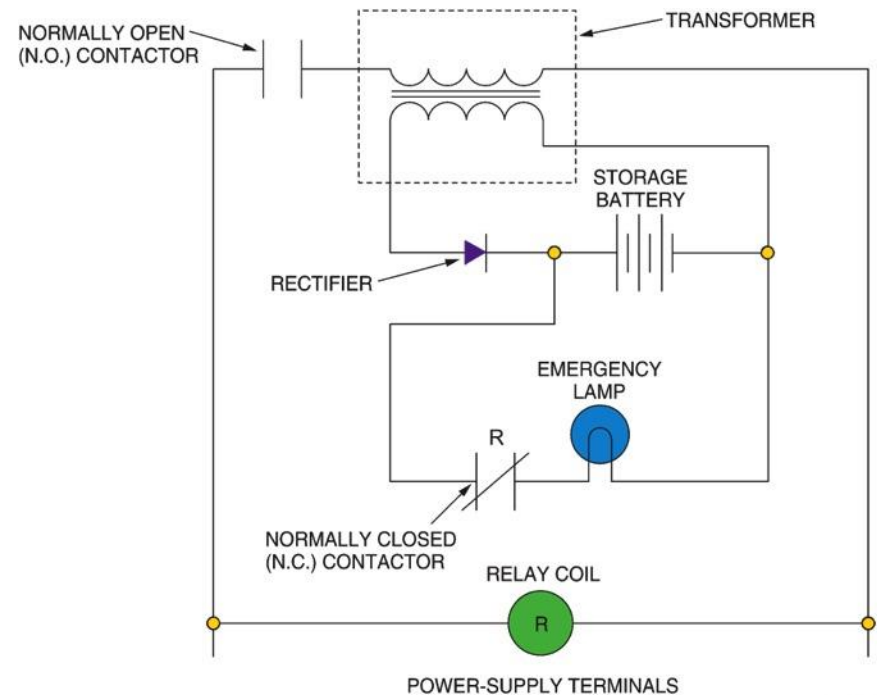 NORMALLY OPEN
(N.O.) CONTACTOR
TRANSFORMER
STORAGE
BATTERY
RECTIFIER
EMERGENCY
LAMP
R
NORMALLY CLOSED
(N.C.) CONTACTOR
RELAY COIL
R
POWER-SUPPLY TERMINALS